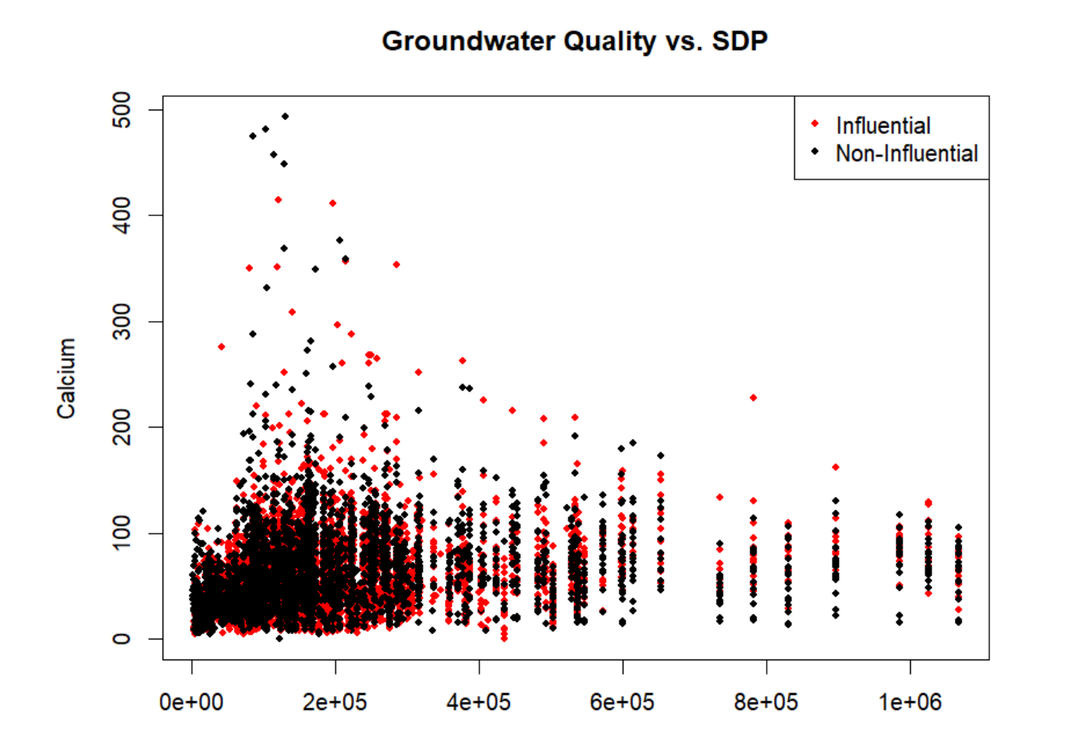 Groundwater Quality vs. SDP
Influential
Non-Influential
500
400
300
200
100
0
Calcium
0e+00 2e+05 4e+05 6e+05 8e+05 1e+06